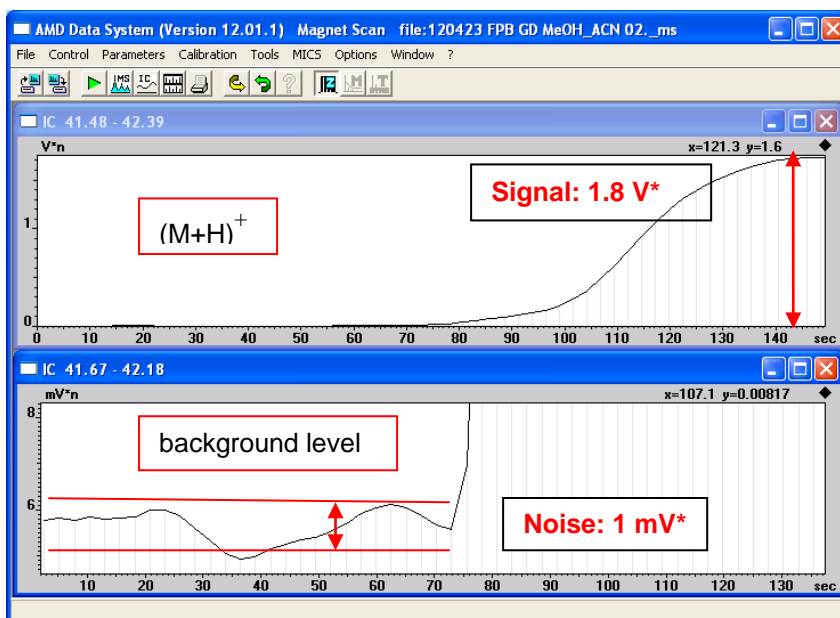 AMD Data System (Version 12.01.1) Magnet Scan file:120423 FPB GD MeOH_ACN 02._ms
File Control Parameters Calibration Tools MICS Options Window ?
IMS IC
IC 41.48 - 42.39
V*n x=121.3 y=1.6
Signal: 1.8 V*
1
(M+H)+
0
0 10 20 30 40 50 60 70 80 90 100 110 120 130 140 sec
IC 41.67 - 42.18
mV*n x=107.1 y=0.00817
8
background level
6
Noise: 1 mV*
10 20 30 40 50 60 70 80 90 100 110 120 130 sec